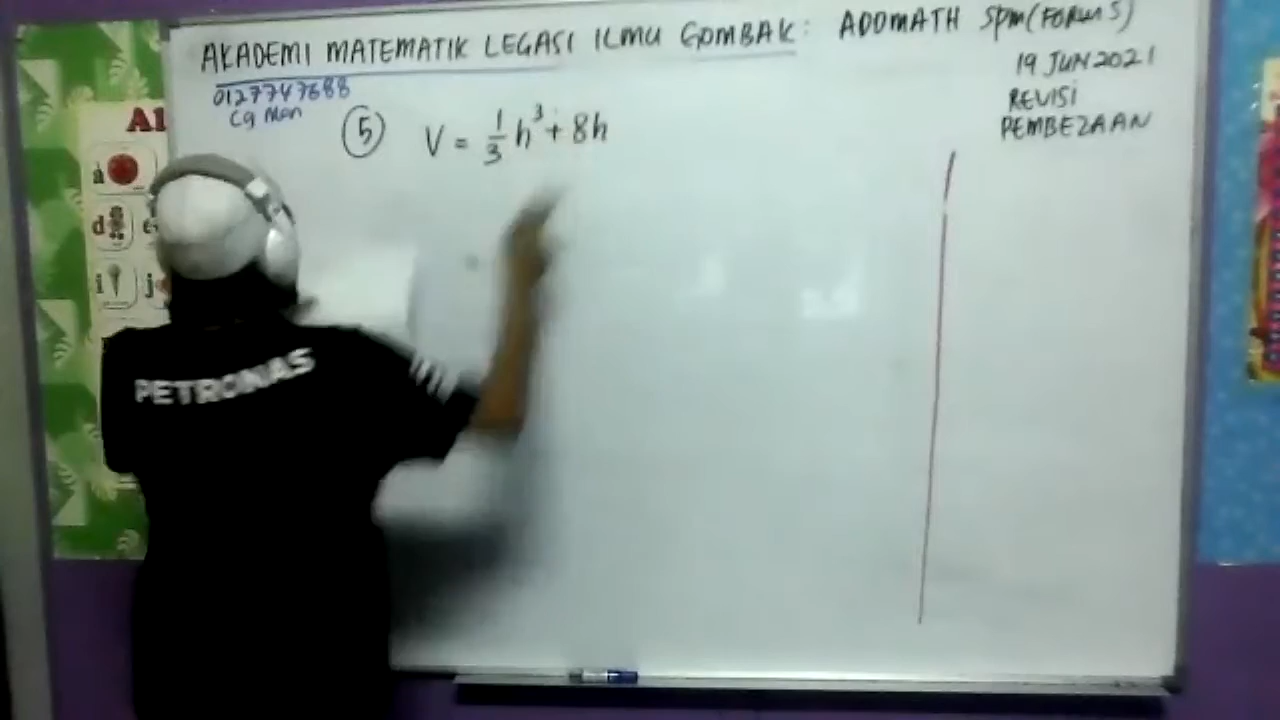 AKADEMI MATEMATIK LEGASI ILMU GOMBAK: ADDMATH SPM (FORM 5)
0127747688
Cg Man
19 JUN 2021
REVISI
PEMBEZAAN
5 V = 1/3 h³ + 8h
A1
a
d e
i j
PETRONAS